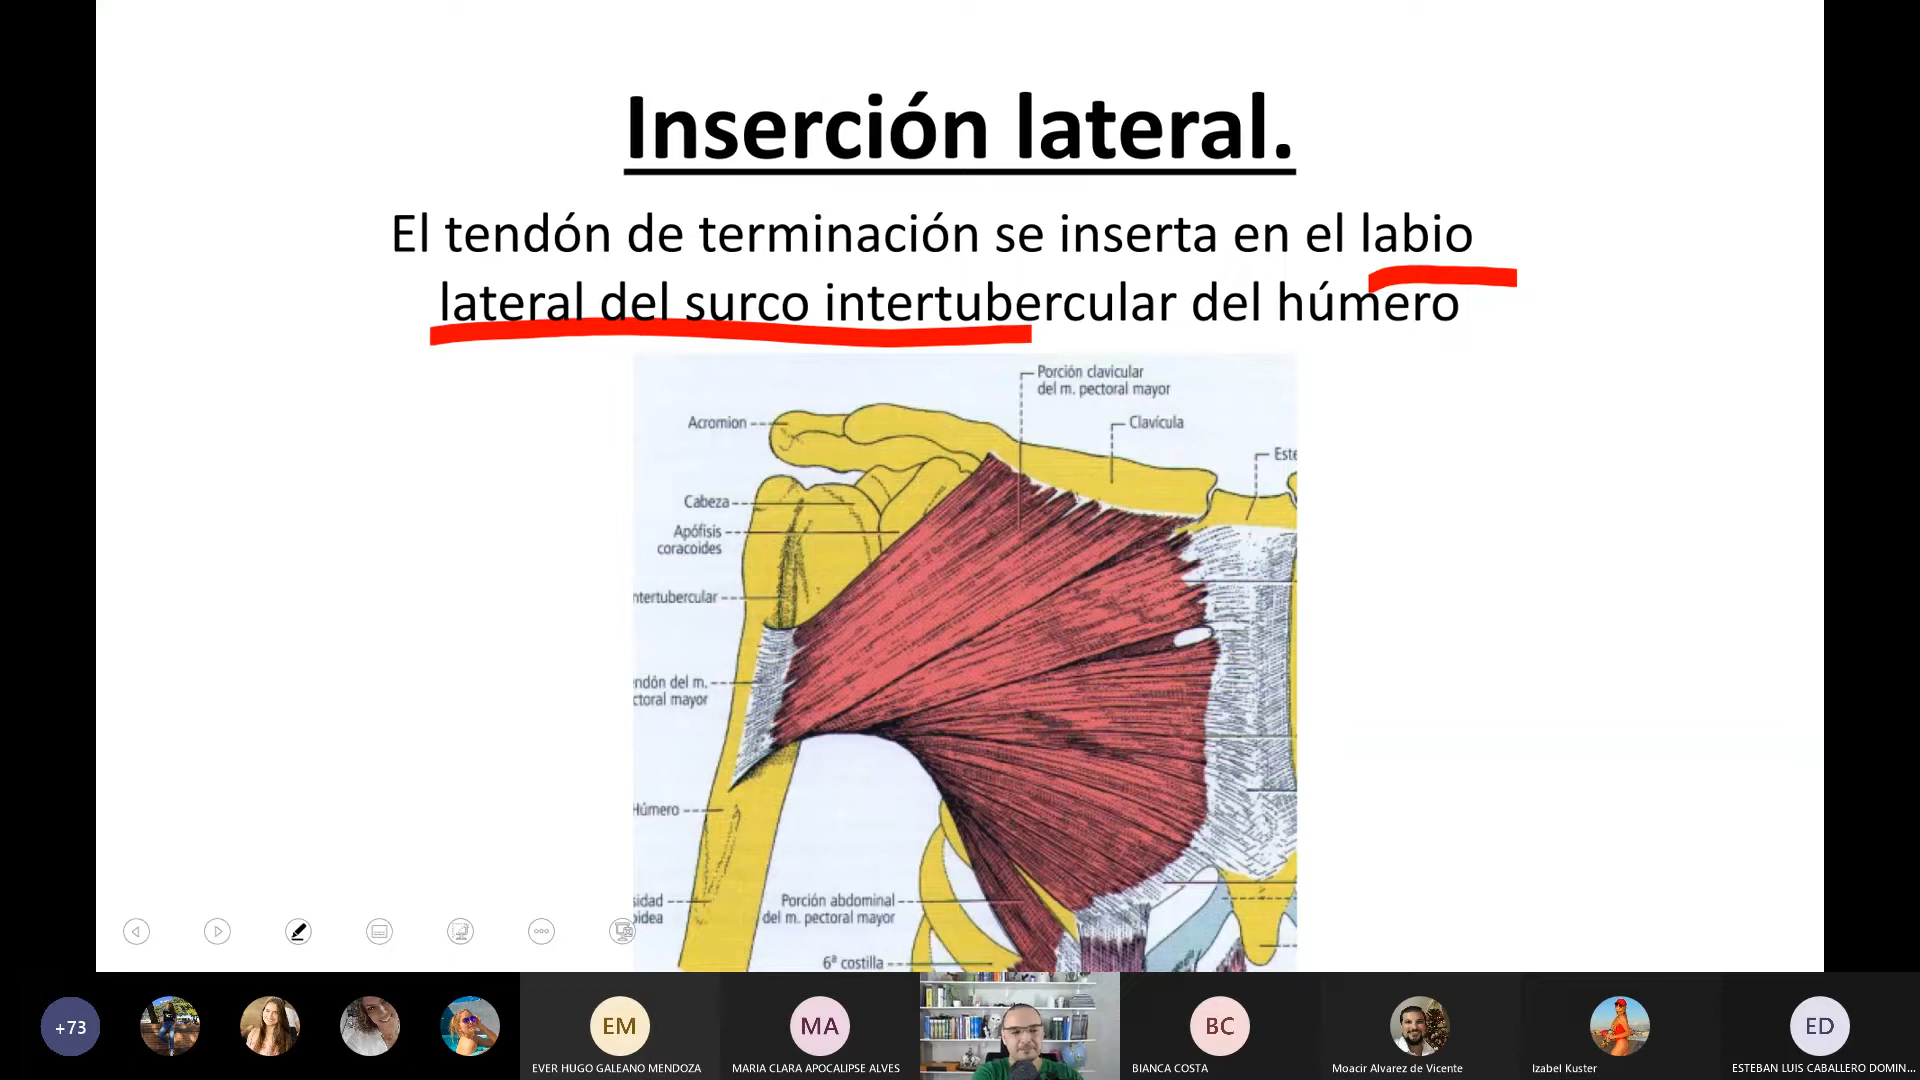 Inserción lateral.
El tendón de terminación se inserta en el labio
lateral del surco intertubercular del húmero
Porción clavicular
del m. pectoral mayor
Acromion
Clavícula
Este
Cabeza
Apófisis
coracoides
ntertubercular
ndón del m.
ctoral mayor
Húmero
sidad
oidea
Porción abdominal
del m. pectoral mayor
6ª costilla
+73
EM
MA
BC
ED
EVER HUGO GALEANO MENDOZA
MARIA CLARA APOCALIPSE ALVES
BIANCA COSTA
Moacir Alvarez de Vicente
Izabel Kuster
ESTEBAN LUIS CABALLERO DOMIN...